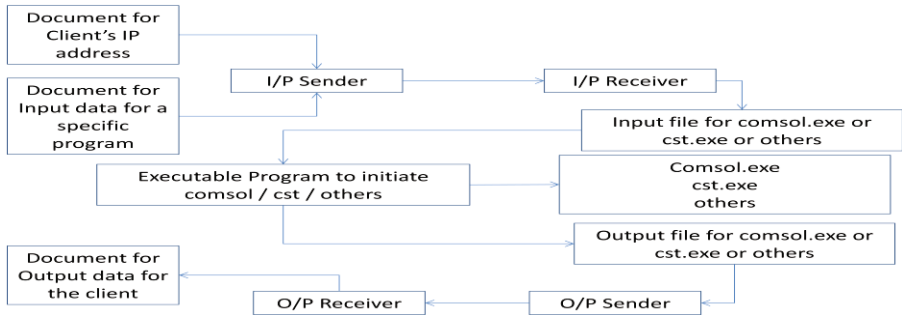 Document for
Client's IP
address
I/P Sender
I/P Receiver
Document for
Input data for a
specific
program
Input file for comsol.exe or
cst.exe or others
Executable Program to initiate
comsol / cst / others
Comsol.exe
cst.exe
others
Output file for comsol.exe or
cst.exe or others
Document for
Output data for
the client
O/P Receiver
O/P Sender